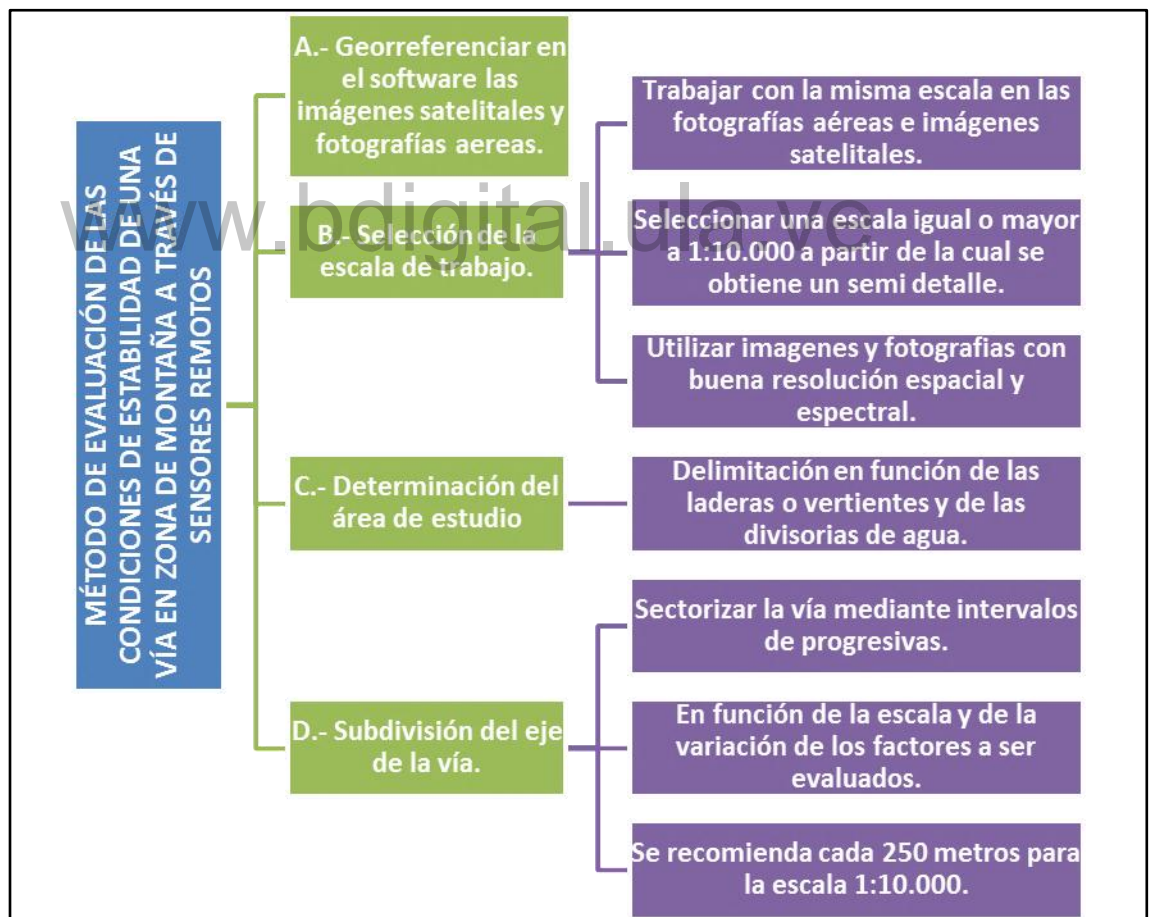 MÉTODO DE EVALUACIÓN DE LAS
CONDICIONES DE ESTABILIDAD DE UNA
VÍA EN ZONA DE MONTAÑA A TRAVÉS DE
SENSORES REMOTOS
A.- Georreferenciar en
el software las
imágenes satelitales y
fotografías aereas.
B.- Selección de la
escala de trabajo.
Trabajar con la misma escala en las
fotografías aéreas e imágenes
satelitales.
Seleccionar una escala igual o mayor
a 1:10.000 a partir de la cual se
obtiene un semi detalle.
Utilizar imagenes y fotografias con
buena resolución espacial y
espectral.
C.- Determinación del
área de estudio
Delimitación en función de las
laderas o vertientes y de las
divisorias de agua.
D.- Subdivisión del eje
de la vía.
Sectorizar la vía mediante intervalos
de progresivas.
En función de la escala y de la
variación de los factores a ser
evaluados.
Se recomienda cada 250 metros para
la escala 1:10.000.
www.bdigital.ula.ve